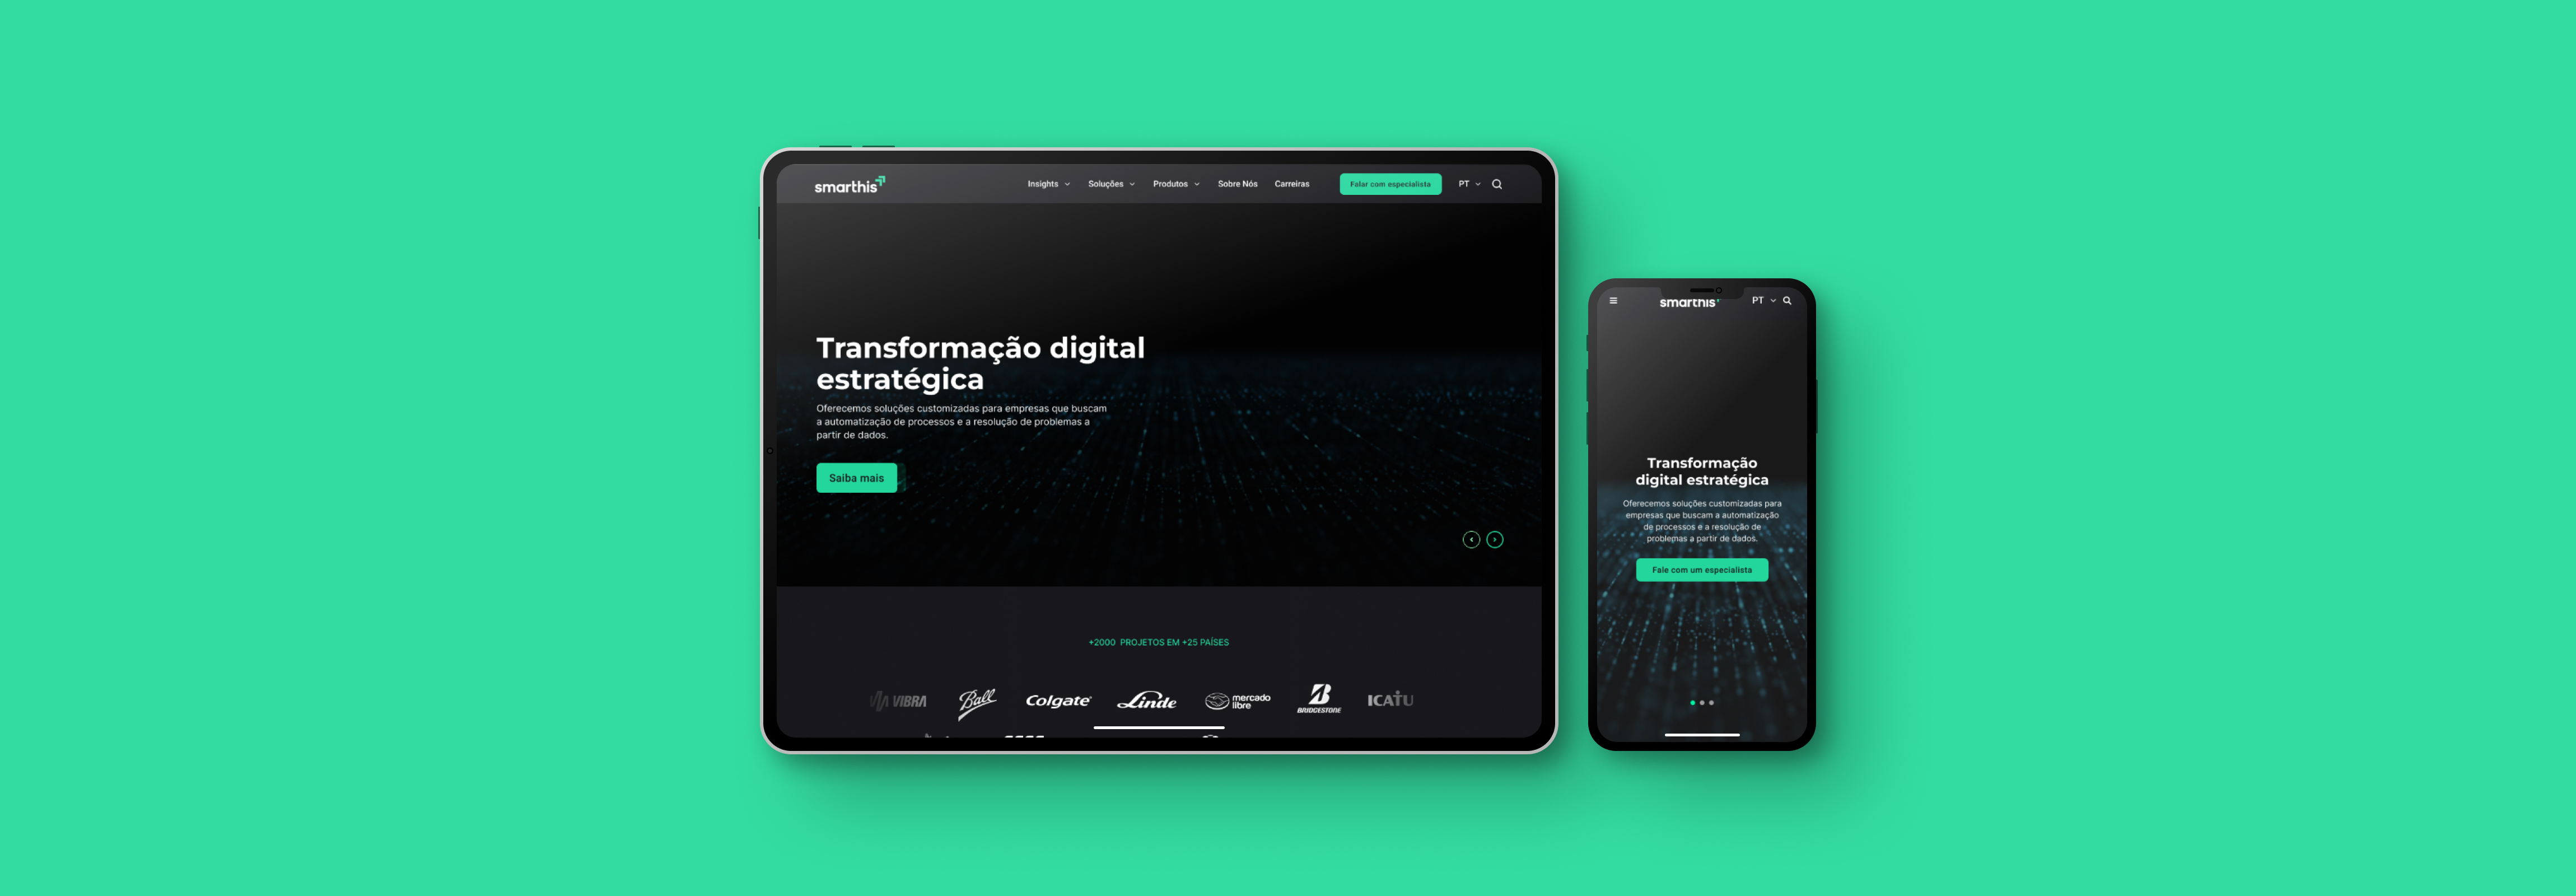 smarthis
Insights Soluções Produtos Sobre Nós Carreiras Falar com especialista PT
Transformação digital
estratégica
Oferecemos soluções customizadas para empresas que buscam
a automatização de processos e a resolução de problemas a
partir de dados.
Saiba mais
+2000 PROJETOS EM +25 PAÍSES
VIBRA Ball Colgate Linde mercado libre BRIDGESTONE ICATU
smarthis PT
Transformação
digital estratégica
Oferecemos soluções customizadas para
empresas que buscam a automatização
de processos e a resolução de
problemas a partir de dados.
Fale com um especialista